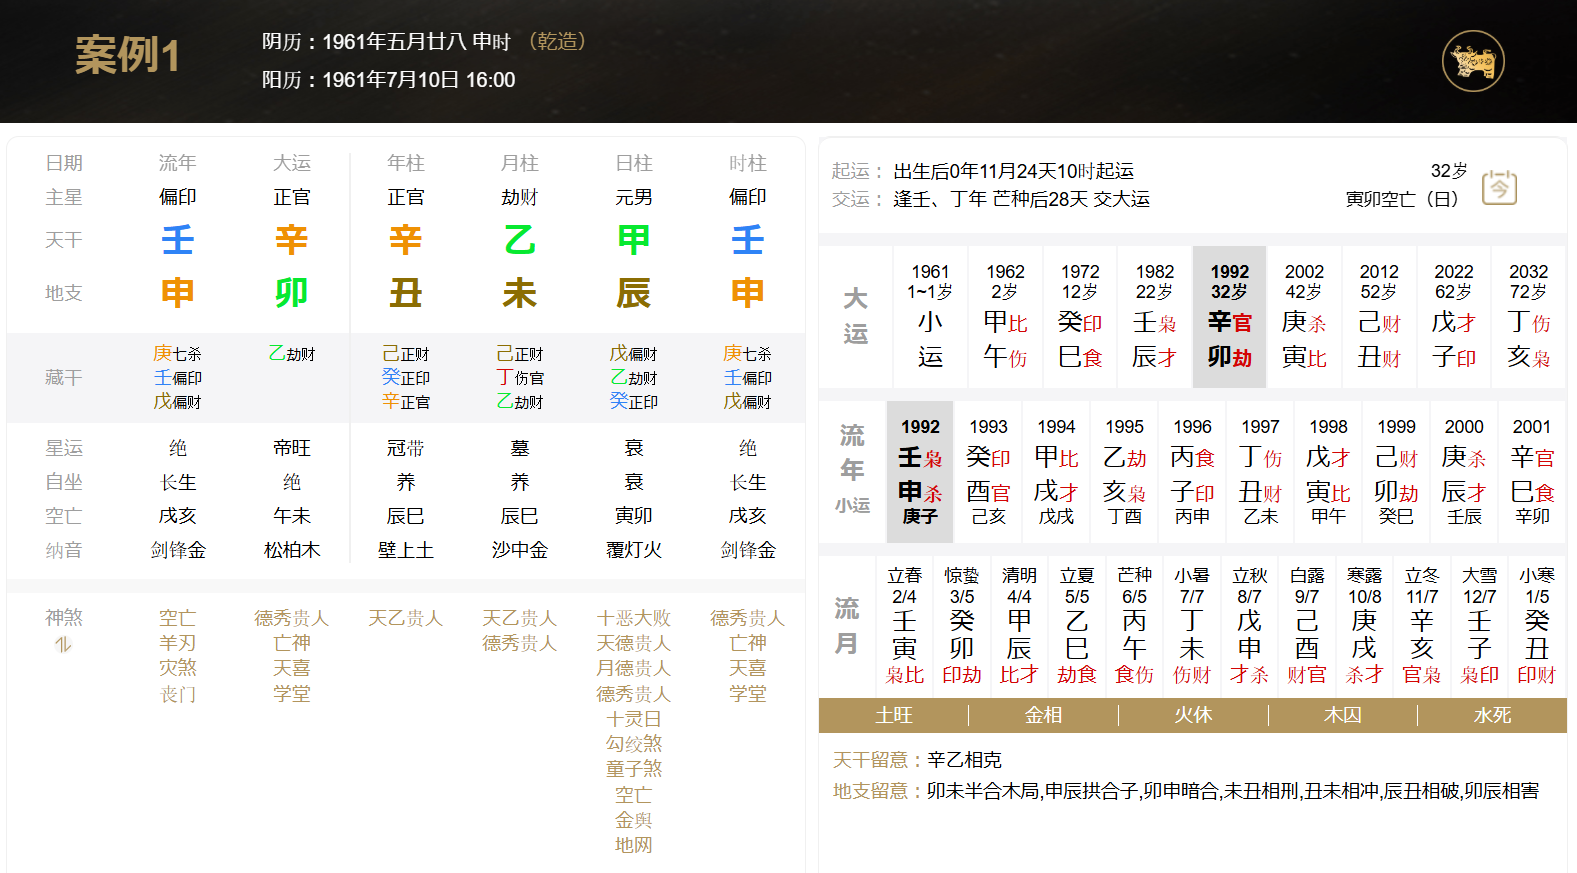 案例1
阴历：1961年五月廿八 申时 （乾造）
阳历：1961年7月10日 16:00
日期 流年 大运 年柱 月柱 日柱 时柱
主星 偏印 正官 正官 劫财 元男 偏印
天干 壬 辛 辛 乙 甲 壬
地支 申 卯 丑 未 辰 申
庚七杀 乙劫财 己正财 己正财 戊偏财 庚七杀
藏干 壬偏印 癸正印 丁伤官 乙劫财 壬偏印
戊偏财 辛正官 乙劫财 癸正印 戊偏财
星运 绝 帝旺 冠带 墓 衰 绝
自坐 长生 绝 养 养 衰 长生
空亡 戌亥 午未 辰巳 辰巳 寅卯 戌亥
纳音 剑锋金 松柏木 壁上土 沙中金 覆灯火 剑锋金
神煞 空亡 德秀贵人 天乙贵人 天乙贵人 十恶大败 德秀贵人
羊刃 亡神 德秀贵人 天德贵人 亡神
灾煞 天喜 月德贵人 天喜
丧门 学堂 德秀贵人 学堂
十灵日
勾绞煞
童子煞
空亡
金舆
地网
起运： 出生后0年11月24天10时起运 32岁
交运： 逢壬、丁年 芒种后28天 交大运 寅卯空亡（日）
今
大运
1961 1962 1972 1982 1992 2002 2012 2022 2032
1~1岁 2岁 12岁 22岁 32岁 42岁 52岁 62岁 72岁
小 甲比 癸印 壬枭 辛官 庚杀 己财 戊才 丁伤
运 午伤 巳食 辰才 卯劫 寅比 丑财 子印 亥枭
流年
小运
1992 1993 1994 1995 1996 1997 1998 1999 2000 2001
壬枭 癸印 甲比 乙劫 丙食 丁伤 戊才 己财 庚杀 辛官
申杀 酉官 戌才 亥枭 子印 丑财 寅比 卯劫 辰才 巳食
庚子 己亥 戊戌 丁酉 丙申 乙未 甲午 癸巳 壬辰 辛卯
流月
立春 惊蛰 清明 立夏 芒种 小暑 立秋 白露 寒露 立冬 大雪 小寒
2/4 3/5 4/4 5/5 6/5 7/7 8/7 9/7 10/8 11/7 12/7 1/5
壬 癸 甲 乙 丙 丁 戊 己 庚 辛 壬 癸
寅 卯 辰 巳 午 未 申 酉 戌 亥 子 丑
枭比 印劫 比才 劫食 食伤 伤财 才杀 财官 杀才 官枭 枭印 印财
土旺 金相 火休 木囚 水死
天干留意：辛乙相克
地支留意：卯未半合木局,申辰拱合子,卯申暗合,未丑相刑,丑未相冲,辰丑相破,卯辰相害